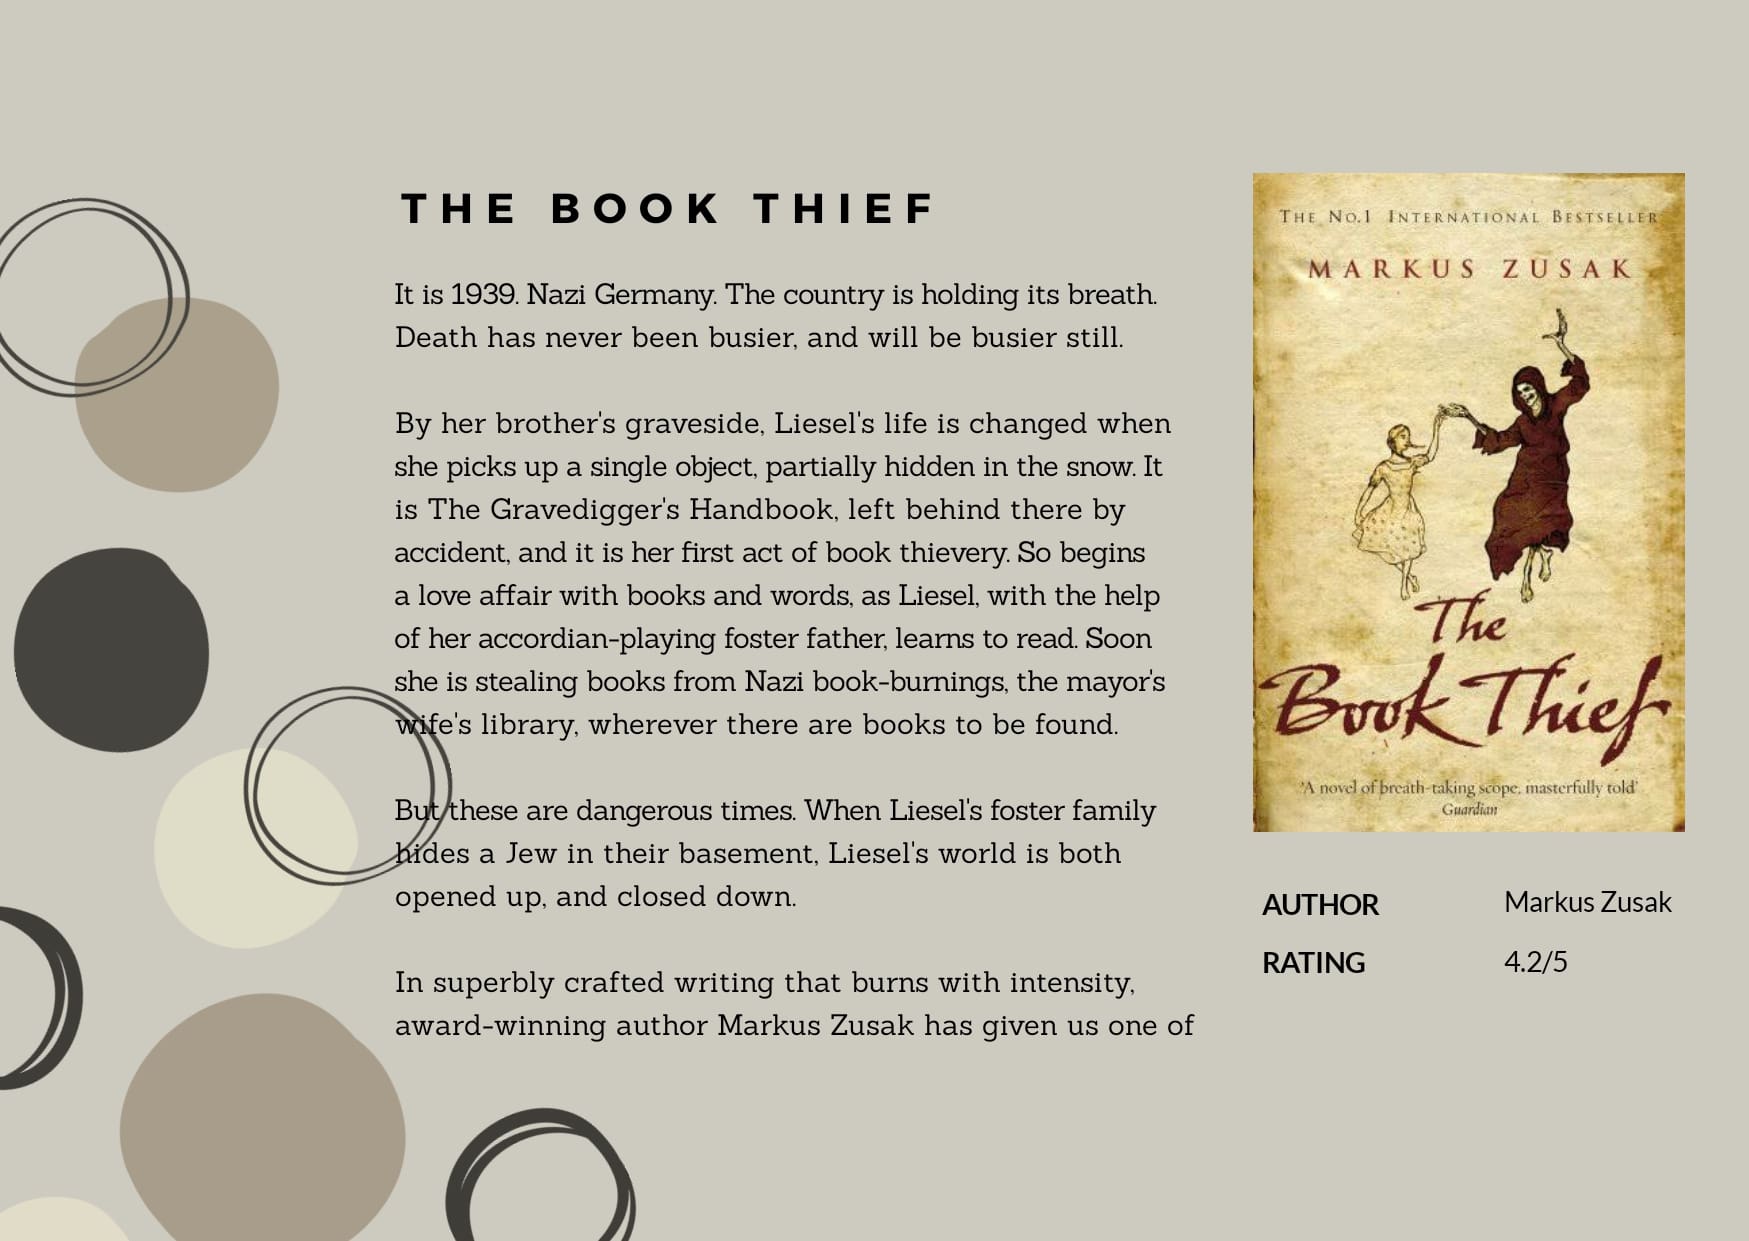 THE BOOK THIEF
It is 1939. Nazi Germany. The country is holding its breath.
Death has never been busier, and will be busier still.
By her brother's graveside, Liesel's life is changed when
she picks up a single object, partially hidden in the snow. It
is The Gravedigger's Handbook, left behind there by
accident, and it is her first act of book thievery. So begins
a love affair with books and words, as Liesel, with the help
of her accordian-playing foster father, learns to read. Soon
she is stealing books from Nazi book-burnings, the mayor's
wife's library, wherever there are books to be found.
But these are dangerous times. When Liesel's foster family
hides a Jew in their basement, Liesel's world is both
opened up, and closed down.
In superbly crafted writing that burns with intensity,
award-winning author Markus Zusak has given us one of
THE NO.1 INTERNATIONAL BESTSELLER
MARKUS ZUSAK
The
Book Thief
'A novel of breath-taking scope, masterfully told'
Guardian
AUTHOR Markus Zusak
RATING 4.2/5